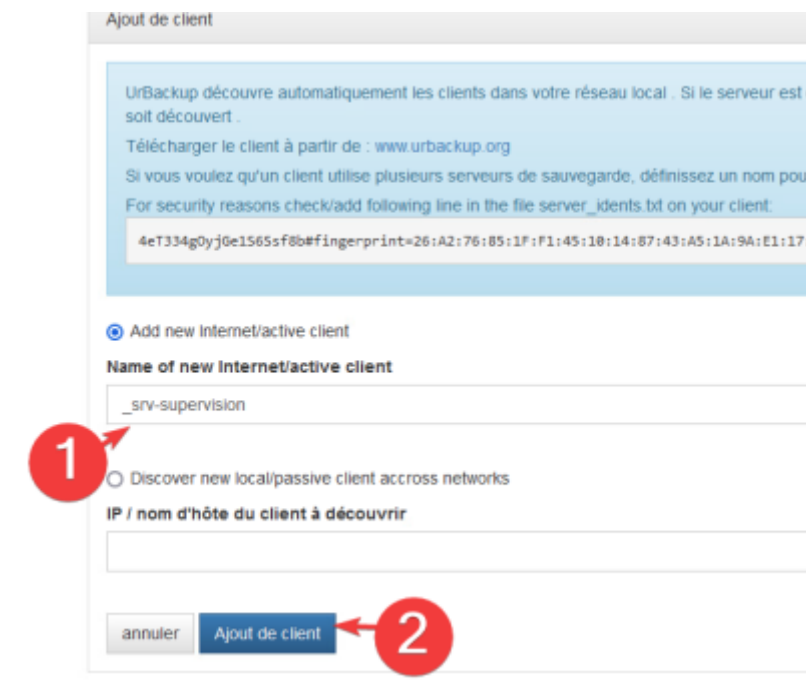 Ajout de client
UrBackup découvre automatiquement les clients dans votre réseau local . Si le serveur est
soit découvert .
Télécharger le client à partir de : www.urbackup.org
Si vous voulez qu'un client utilise plusieurs serveurs de sauvegarde, définissez un nom pou
For security reasons check/add following line in the file server_idents.txt on your client:
4eT334gOyjGe1S65sf8b#fingerprint=26:A2:76:85:1F:F1:45:10:14:87:43:A5:1A:9A:E1:17
Add new Internet/active client
Name of new Internet/active client
_srv-supervision
1
Discover new local/passive client accross networks
IP / nom d'hôte du client à découvrir
annuler Ajout de client 2